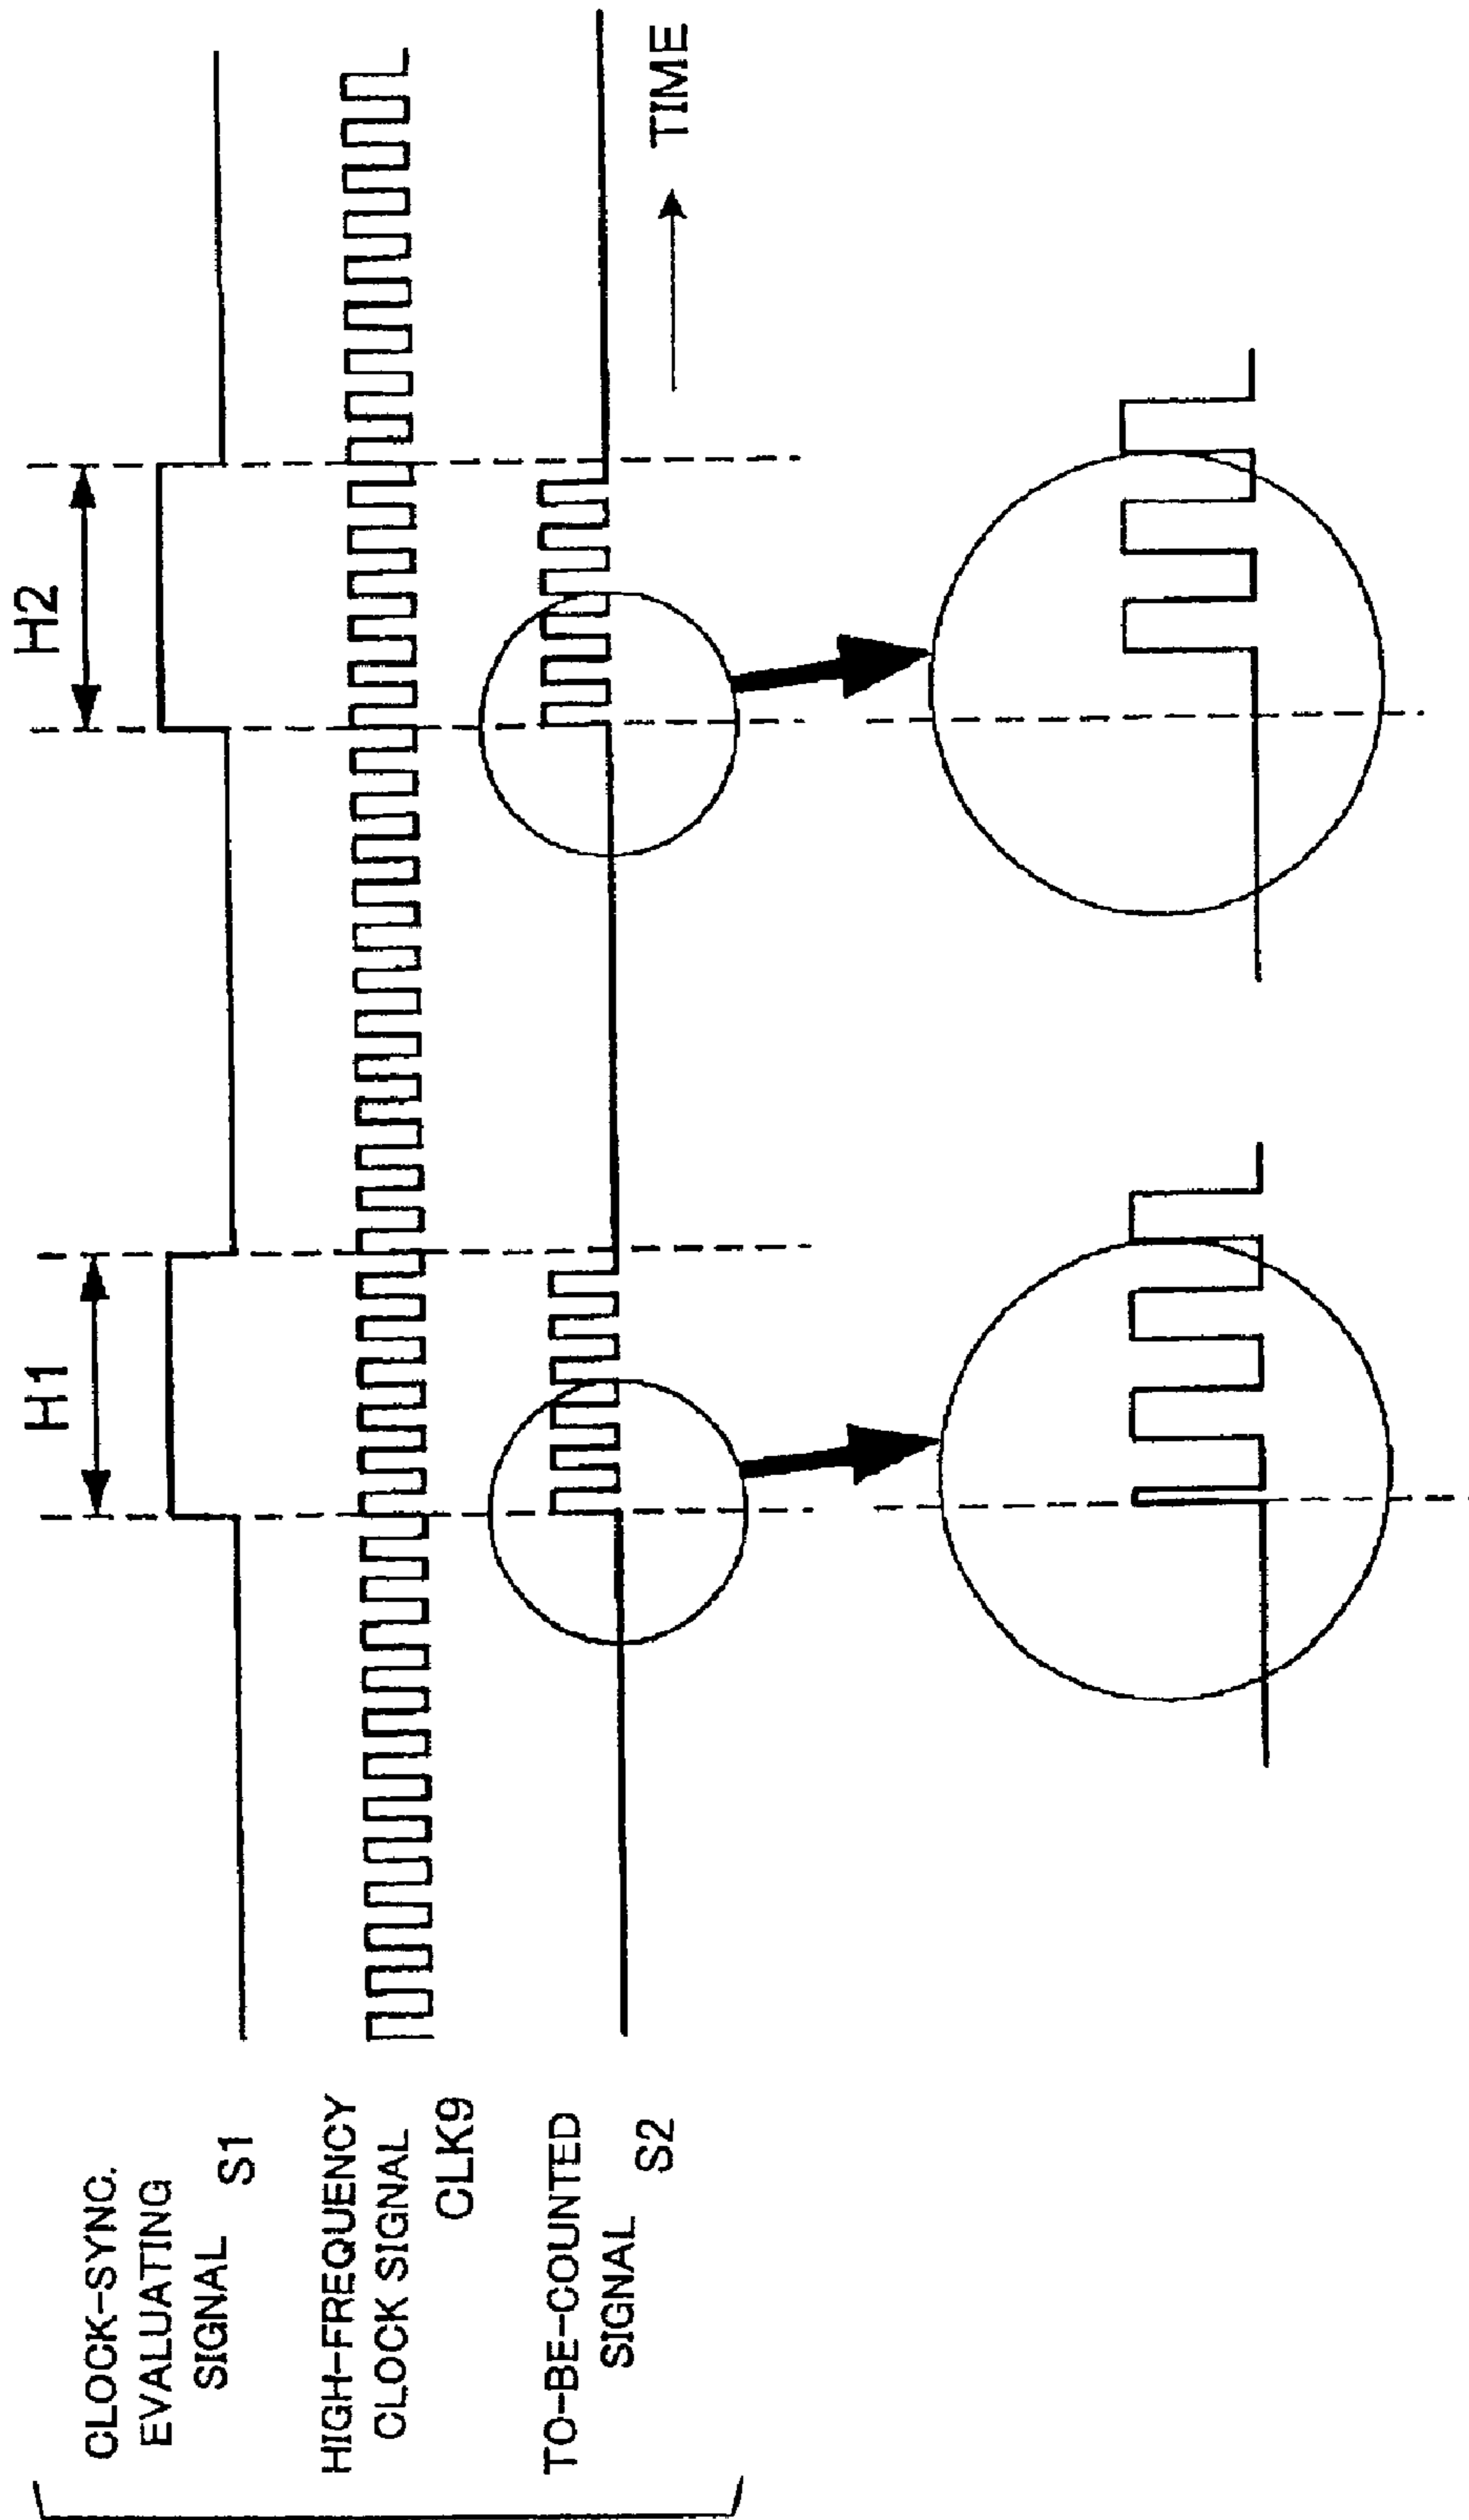 H1
H2
CLOCK-SYNC.
EVALUATING
SIGNAL S1
HIGH-FREQUENCY
CLOCK SIGNAL
CLK9
TO-BE-COUNTED
SIGNAL
S2
TIME